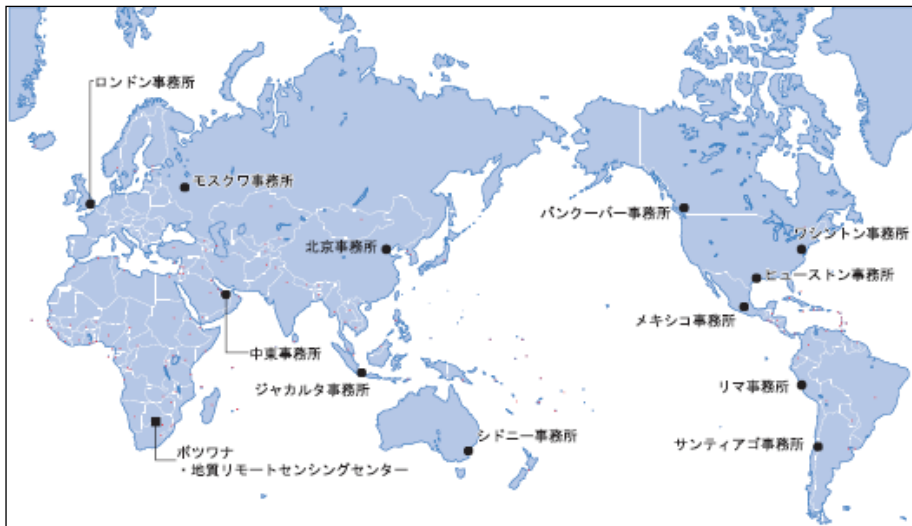 ロンドン事務所
モスクワ事務所
バンクーバー事務所
ワシントン事務所
北京事務所
ヒューストン事務所
メキシコ事務所
中東事務所
ジャカルタ事務所
リマ事務所
シドニー事務所
サンティアゴ事務所
ボツワナ
・地質リモートセンシングセンター